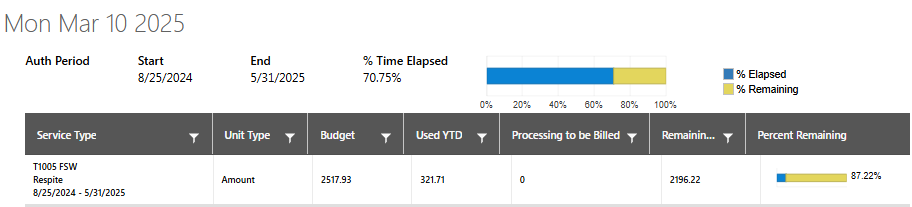 Mon Mar 10 2025
Auth Period Start End % Time Elapsed
8/25/2024 5/31/2025 70.75%
% Elapsed
% Remaining
0% 20% 40% 60% 80% 100%
Service Type Unit Type Budget Used YTD Processing to be Billed Remainin... Percent Remaining
T1005 FSW
Respite
8/25/2024 - 5/31/2025
Amount 2517.93 321.71 0 2196.22 87.22%